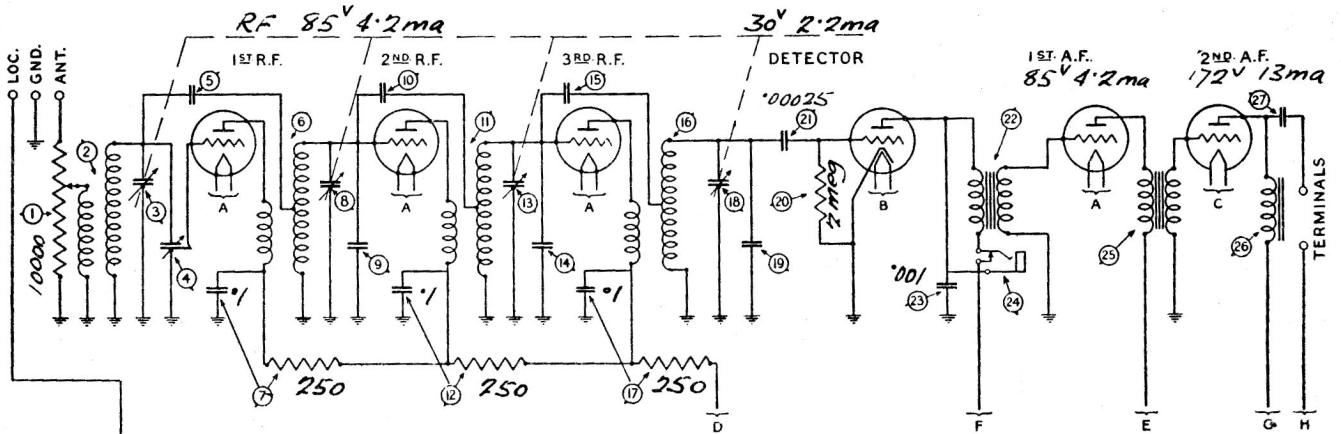 RF 85V 4.2ma
30V 2.2ma
LOC.
GND.
ANT.
1ST R.F.
2ND R.F.
3RD R.F.
DETECTOR
1ST. A.F.
2ND A.F.
85V 4.2ma
172V 13ma
5
10
15
.00025
27
2
6
11
16
21
22
1
3
8
13
18
20
A
A
A
B
A
C
10000
4
9
14
19
25
26
TERMINALS
.1
.1
.1
.001
23
24
7
250
12
250
17
250
D
F
E
G
H